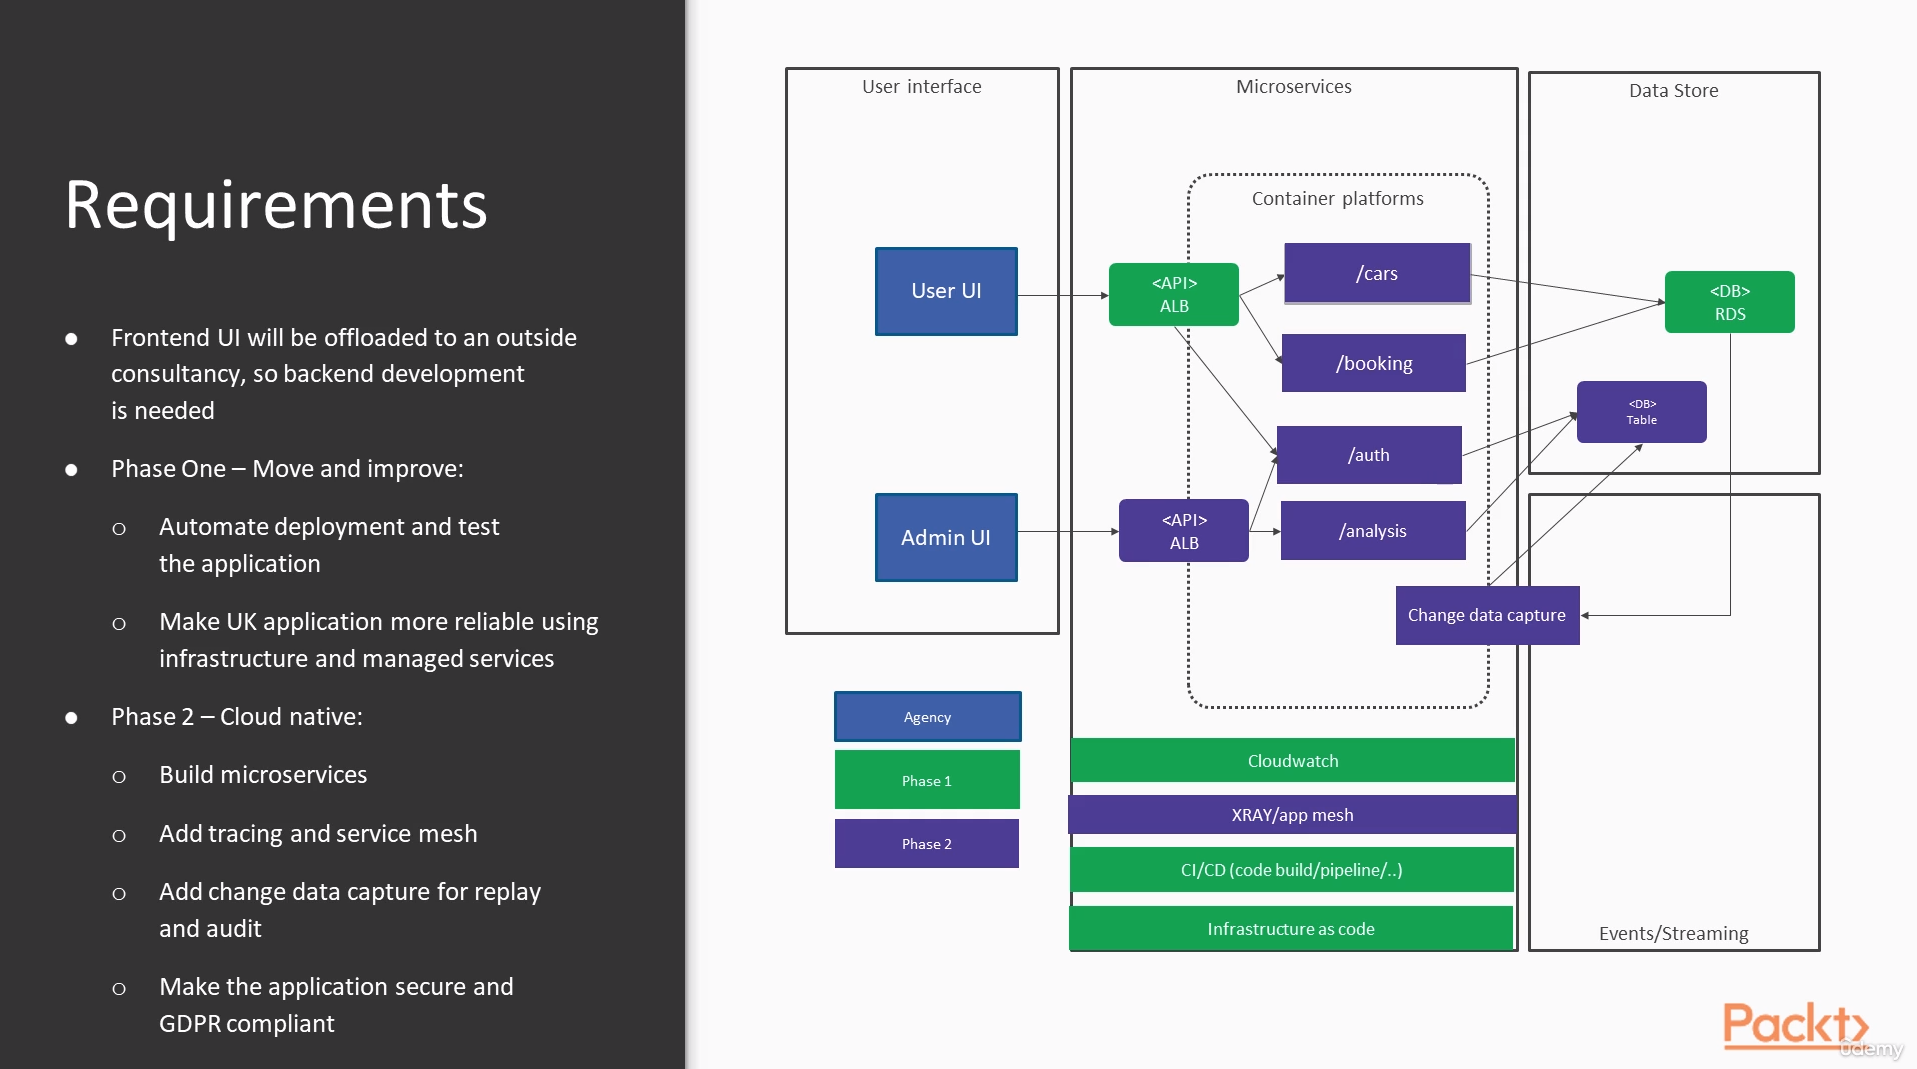 Requirements
● Frontend UI will be offloaded to an outside
consultancy, so backend development
is needed
● Phase One – Move and improve:
o Automate deployment and test
the application
o Make UK application more reliable using
infrastructure and managed services
● Phase 2 – Cloud native:
o Build microservices
o Add tracing and service mesh
o Add change data capture for replay
and audit
o Make the application secure and
GDPR compliant
User interface
User UI
Admin UI
Agency
Phase 1
Phase 2
Microservices
Container platforms
<API>
ALB
/cars
/booking
/auth
<API>
ALB
/analysis
Change data capture
Cloudwatch
XRAY/app mesh
CI/CD (code build/pipeline/..)
Infrastructure as code
Data Store
<DB>
RDS
<DB>
Table
Events/Streaming
Packt>
ûdemy